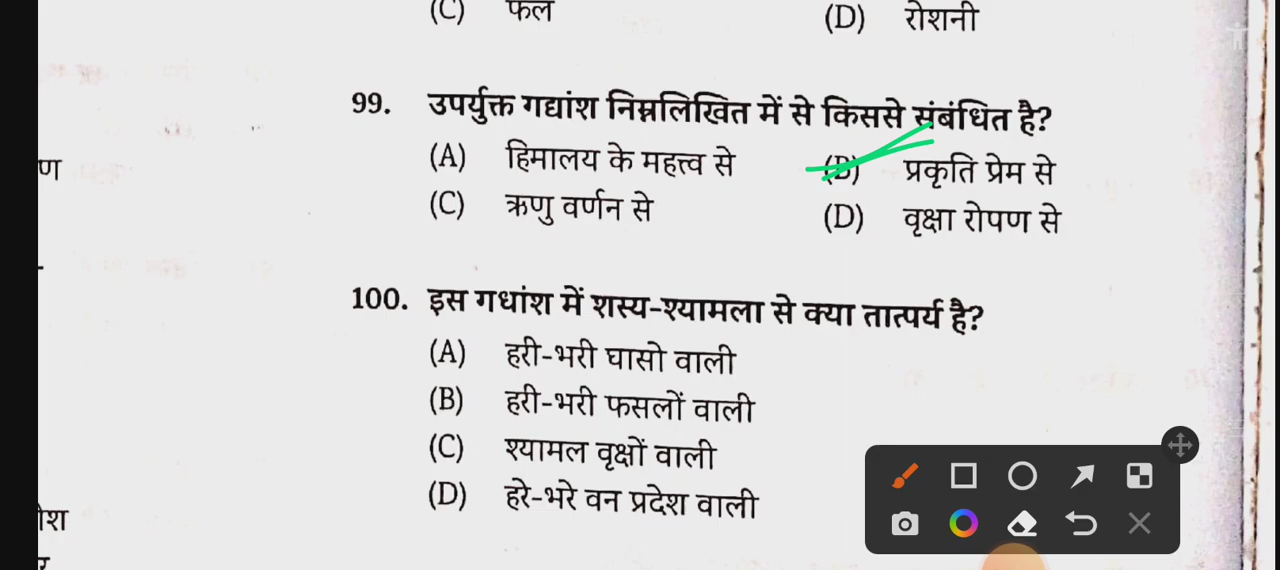 (C) फल (D) रोशनी
99. उपर्युक्त गद्यांश निम्नलिखित में से किससे संबंधित है?
(A) हिमालय के महत्त्व से (B) प्रकृति प्रेम से
ण
(C) ऋणु वर्णन से (D) वृक्षा रोपण से
100. इस गधांश में शस्य-श्यामला से क्या तात्पर्य है?
(A) हरी-भरी घासो वाली
(B) हरी-भरी फसलों वाली
(C) श्यामल वृक्षों वाली
(D) हरे-भरे वन प्रदेश वाली